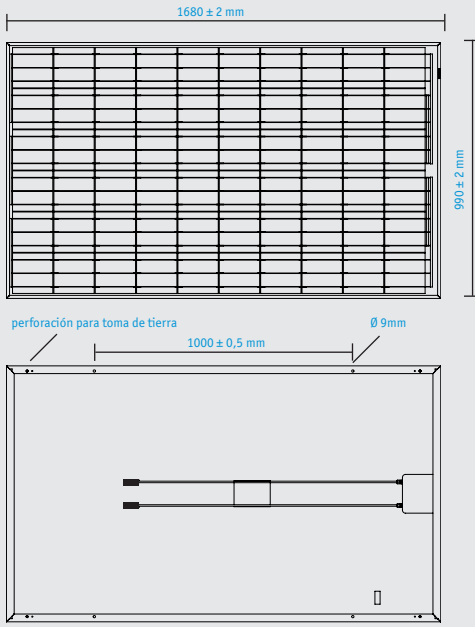 1680 ± 2 mm
990 ± 2 mm
perforación para toma de tierra
Ø 9mm
1000 ± 0,5 mm